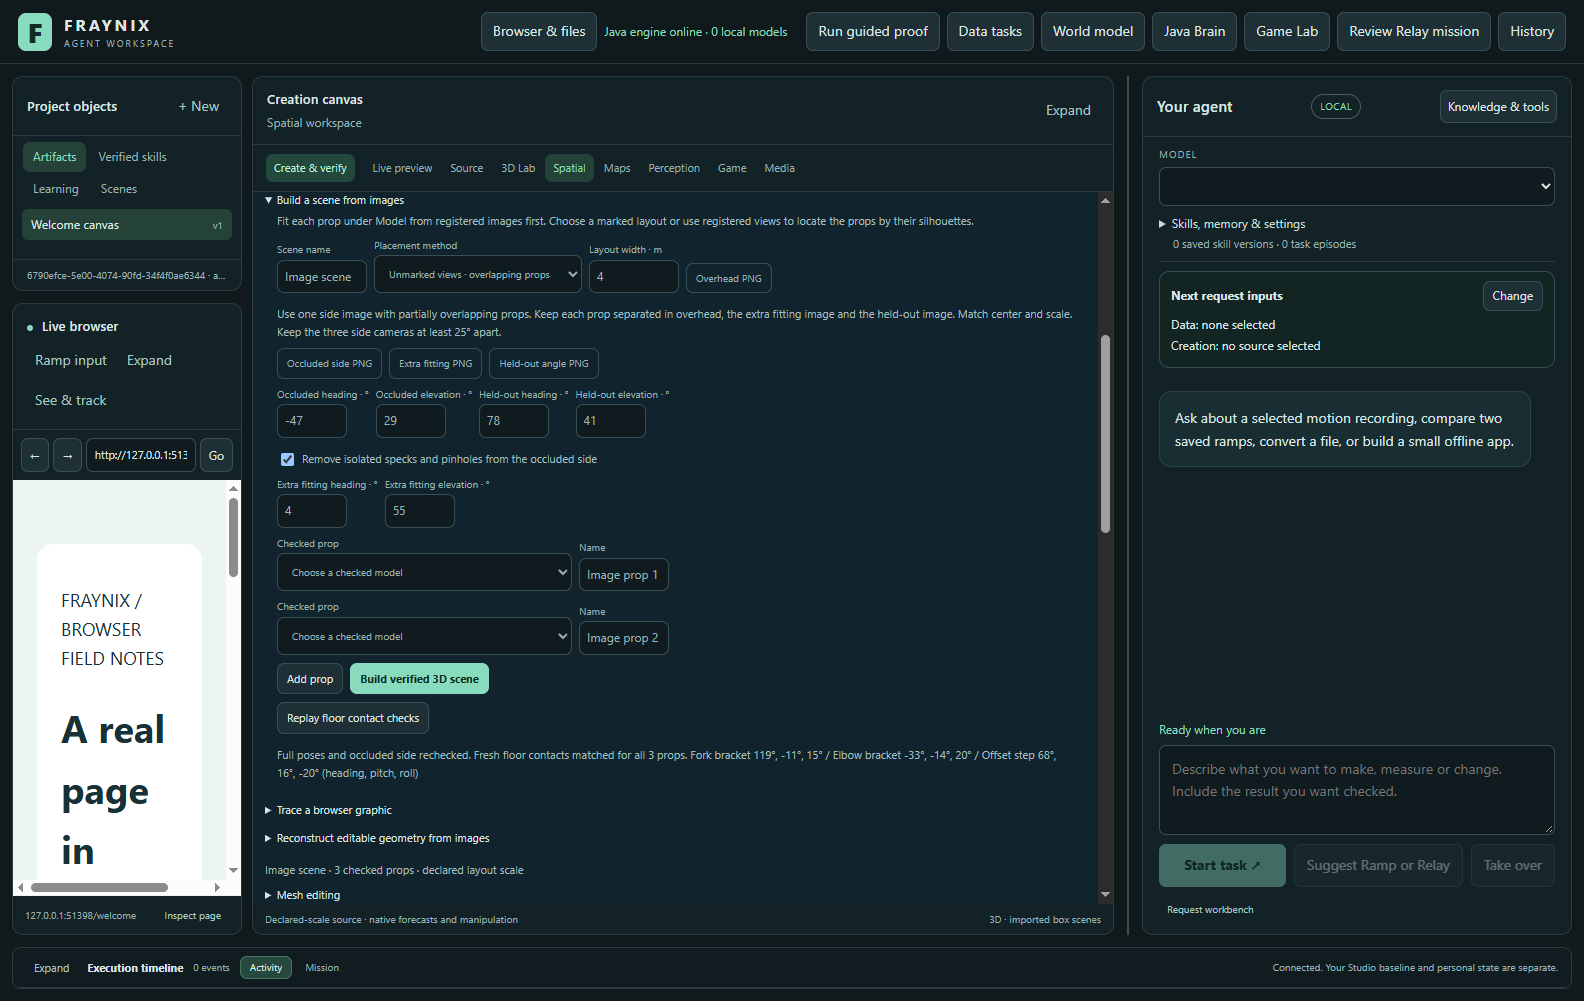 F
FRAYNIX
AGENT WORKSPACE
Browser & files
Java engine online · 0 local models
Run guided proof
Data tasks
World model
Java Brain
Game Lab
Review Relay mission
History
Project objects
+ New
Artifacts
Verified skills
Learning
Scenes
Welcome canvas
v1
6790efce-5e00-4074-90fd-34f4f0ae6344 · a...
Live browser
Ramp input
Expand
See & track
←
→
http://127.0.0.1:513
Go
FRAYNIX /
BROWSER
FIELD NOTES
A real
page
in
127.0.0.1:51398/welcome
Inspect page
Creation canvas
Spatial workspace
Expand
Create & verify
Live preview
Source
3D Lab
Spatial
Maps
Perception
Game
Media
▼ Build a scene from images
Fit each prop under Model from registered images first. Choose a marked layout or use registered views to locate the props by their silhouettes.
Scene name
Placement method
Layout width · m
Image scene
Unmarked views · overlapping props
4
Overhead PNG
Use one side image with partially overlapping props. Keep each prop separated in overhead, the extra fitting image and the held-out image. Match center and scale.
Keep the three side cameras at least 25° apart.
Occluded side PNG
Extra fitting PNG
Held-out angle PNG
Occluded heading · °
Occluded elevation · °
Held-out heading · °
Held-out elevation · °
-47
29
78
41
Remove isolated specks and pinholes from the occluded side
Extra fitting heading · °
Extra fitting elevation · °
4
55
Checked prop
Name
Choose a checked model
Image prop 1
Checked prop
Name
Choose a checked model
Image prop 2
Add prop
Build verified 3D scene
Replay floor contact checks
Full poses and occluded side rechecked. Fresh floor contacts matched for all 3 props. Fork bracket 119°, -11°, 15° / Elbow bracket -33°, -14°, 20° / Offset step 68°,
16°, -20° (heading, pitch, roll)
▶ Trace a browser graphic
▶ Reconstruct editable geometry from images
Image scene · 3 checked props · declared layout scale
▶ Mesh editing
Declared-scale source · native forecasts and manipulation
3D · imported box scenes
Your agent
LOCAL
Knowledge & tools
MODEL
▶ Skills, memory & settings
0 saved skill versions · 0 task episodes
Next request inputs
Change
Data: none selected
Creation: no source selected
Ask about a selected motion recording, compare two
saved ramps, convert a file, or build a small offline app.
Ready when you are
Describe what you want to make, measure or change.
Include the result you want checked.
Start task ↗
Suggest Ramp or Relay
Take over
Request workbench
Expand
Execution timeline
0 events
Activity
Mission
Connected. Your Studio baseline and personal state are separate.